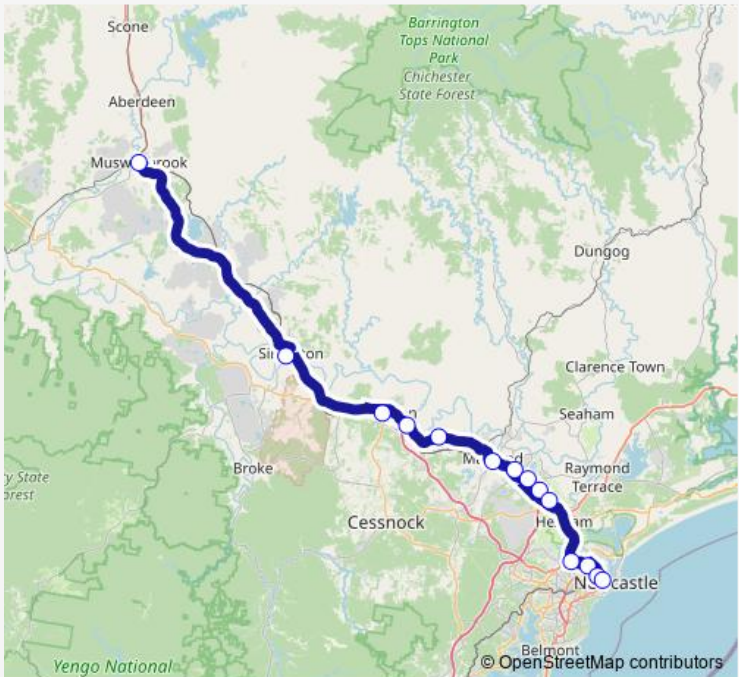 Scone
Barrington
Tops National
Park
Chichester
State Forest
Aberdeen
Dungog
Clarence Town
Seaham
Broke
Raymond
Terrace
ry State
orest
Cessnock
Belmont
Yengo National
© OpenStreetMap contributors